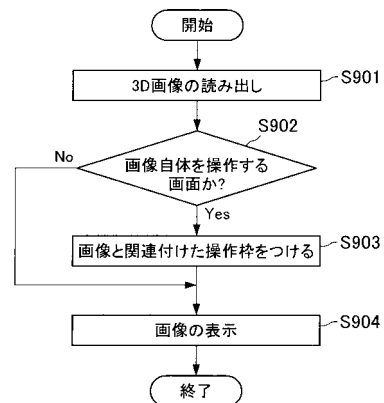 開始
3D画像の読み出し
S901
S902
画像自体を操作する
画面か?
No
Yes
画像と関連付けた操作枠をつける
S903
画像の表示
S904
終了